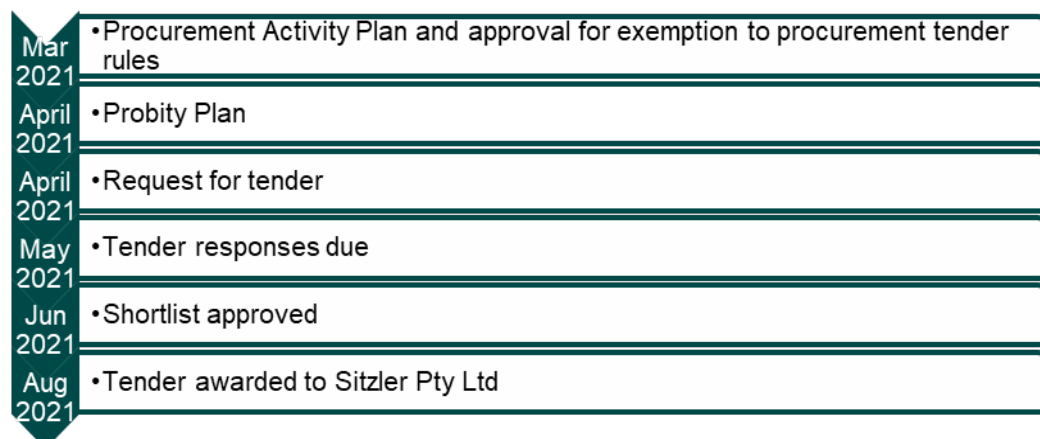 Mar
2021
•Procurement Activity Plan and approval for exemption to procurement tender
rules
April
2021
•Probity Plan
April
2021
•Request for tender
May
2021
•Tender responses due
Jun
2021
•Shortlist approved
Aug
2021
•Tender awarded to Sitzler Pty Ltd